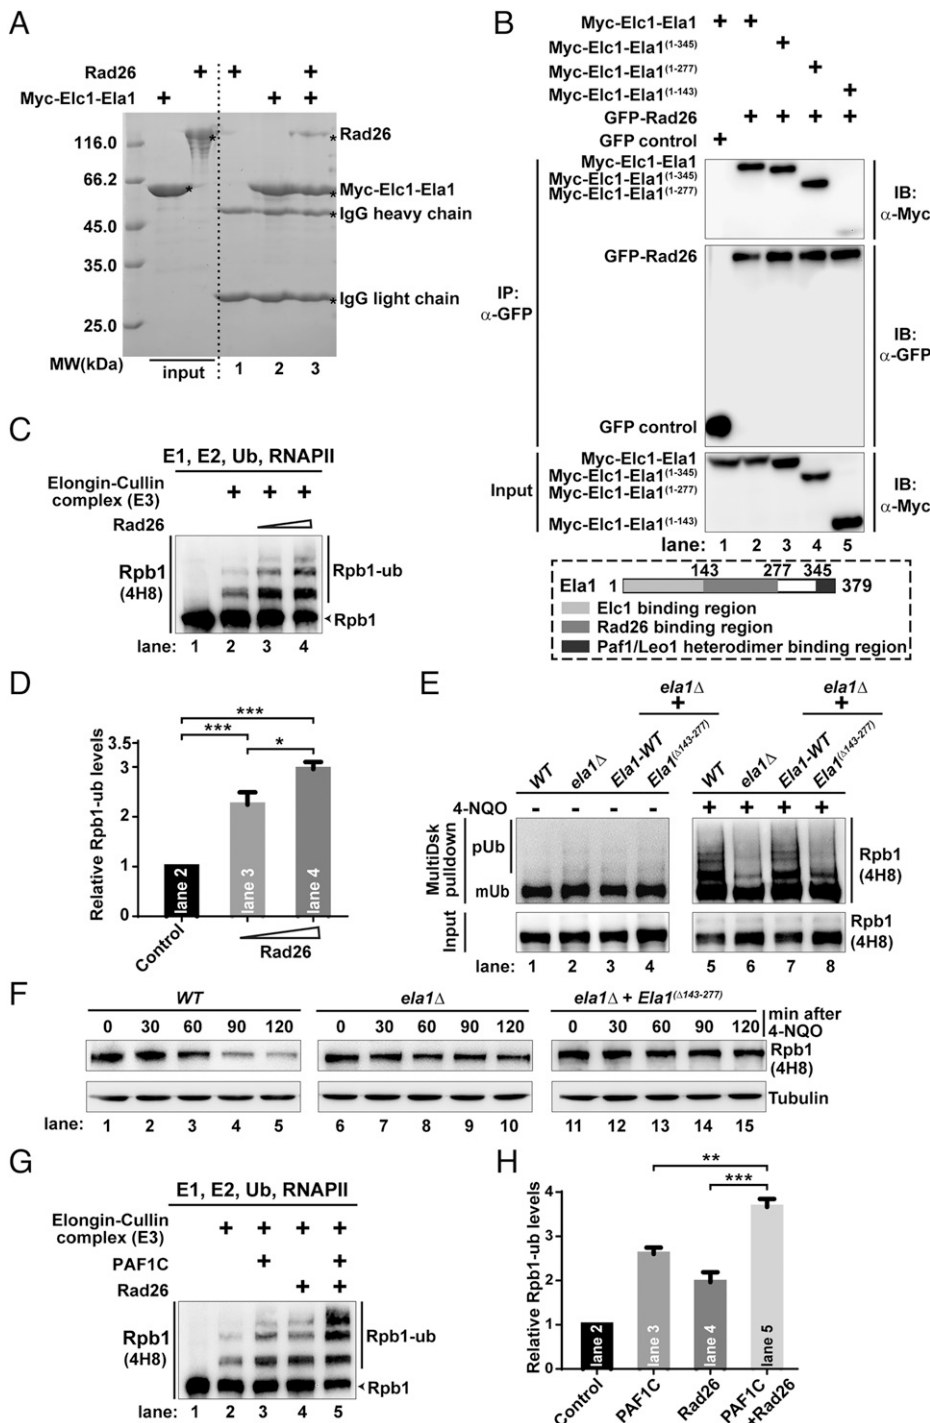 A
Rad26 + + +
Myc-Elc1-Ela1 + + +
116.0
66.2
45.0
35.0
25.0
MW(kDa)
* Rad26
* Myc-Elc1-Ela1
* IgG heavy chain
* IgG light chain
input 1 2 3
B
Myc-Elc1-Ela1 + +
Myc-Elc1-Ela1(1-345) +
Myc-Elc1-Ela1(1-277) +
Myc-Elc1-Ela1(1-143) +
GFP-Rad26 + + + +
GFP control +
IP:
α-GFP
Myc-Elc1-Ela1
Myc-Elc1-Ela1(1-345)
Myc-Elc1-Ela1(1-277)
IB:
α-Myc
GFP-Rad26
GFP control
IB:
α-GFP
Input
Myc-Elc1-Ela1
Myc-Elc1-Ela1(1-345)
Myc-Elc1-Ela1(1-277)
Myc-Elc1-Ela1(1-143)
IB:
α-Myc
lane: 1 2 3 4 5
143 277 345
Ela1 1 379
Elc1 binding region
Rad26 binding region
Paf1/Leo1 heterodimer binding region
C
E1, E2, Ub, RNAPII
Elongin-Cullin
complex (E3) + + +
Rad26
Rpb1
(4H8)
Rpb1-ub
Rpb1
lane: 1 2 3 4
D
Relative Rpb1-ub levels
3.5
3
2
1
0
***
*** *
lane 2
lane 3
lane 4
Control
Rad26
E
ela1Δ
+
ela1Δ
+
WT ela1Δ Ela1-WT Ela1(Δ143-277)
WT ela1Δ Ela1-WT Ela1(Δ143-277)
4-NQO - - - - + + + +
MultiDsk
pulldown
pUb
mUb
Rpb1
(4H8)
Input
Rpb1
(4H8)
lane: 1 2 3 4 5 6 7 8
F
WT ela1Δ ela1Δ + Ela1(Δ143-277)
0 30 60 90 120 0 30 60 90 120 0 30 60 90 120
min after
4-NQO
Rpb1
(4H8)
Tubulin
lane: 1 2 3 4 5 6 7 8 9 10 11 12 13 14 15
G
E1, E2, Ub, RNAPII
Elongin-Cullin
complex (E3) + + + +
PAF1C + +
Rad26 + +
Rpb1
(4H8)
Rpb1-ub
Rpb1
lane: 1 2 3 4 5
H
Relative Rpb1-ub levels
4
3
2
1
0
**
***
lane 2
lane 3
lane 4
lane 5
Control
PAF1C
Rad26
PAF1C
+Rad26